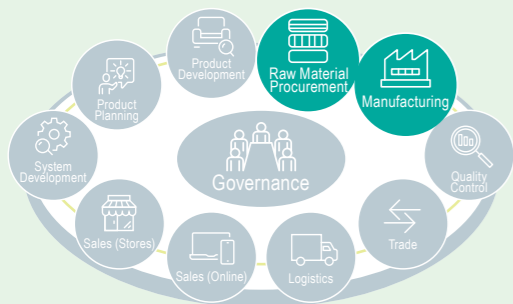 Product
Development
Raw Material
Procurement
Manufacturing
Product
Planning
System
Development
Governance
Quality
Control
Sales (Stores)
Sales (Online)
Logistics
Trade